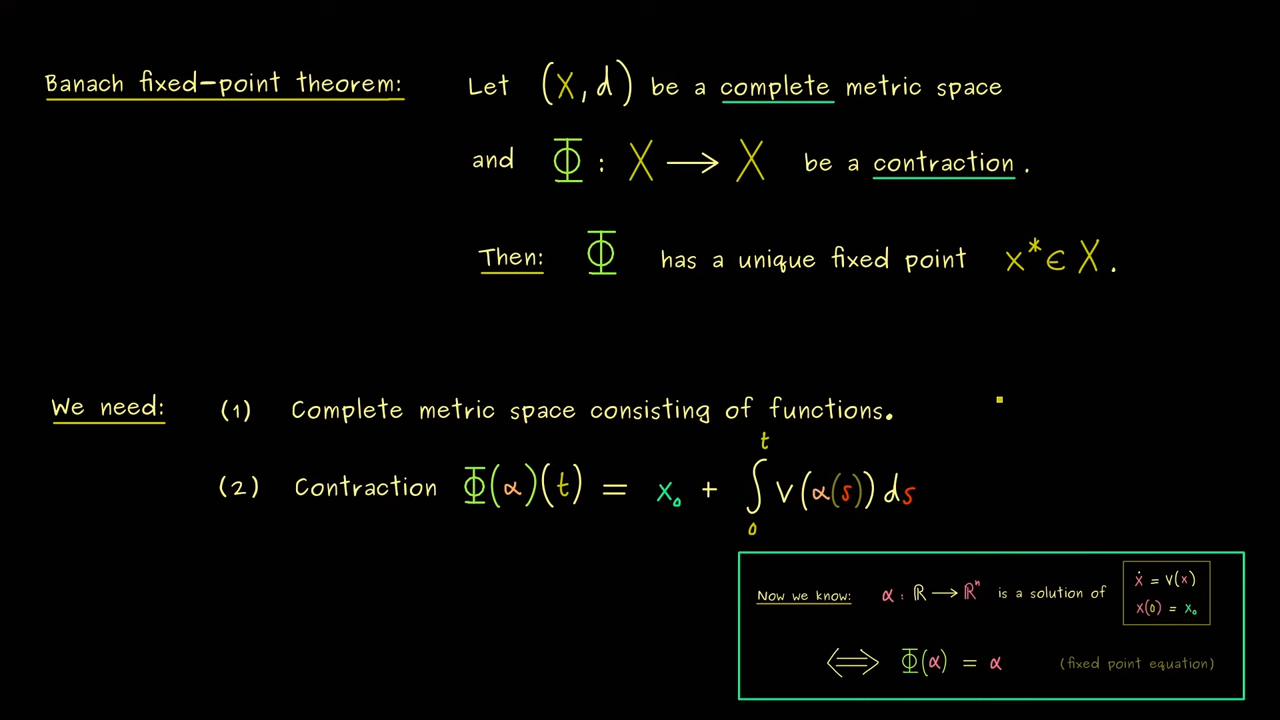 Banach fixed-point theorem: Let (X, d) be a complete metric space
and Φ : X ⟶ X be a contraction.
Then: Φ has a unique fixed point x* ∈ X.
We need: (1) Complete metric space consisting of functions.
(2) Contraction Φ(α)(t) = x₀ + ∫₀ᵗ v(α(s)) ds
Now we know: α : ℝ ⟶ ℝⁿ is a solution of ẋ = v(x)
x(0) = x₀
⟺ Φ(α) = α (fixed point equation)